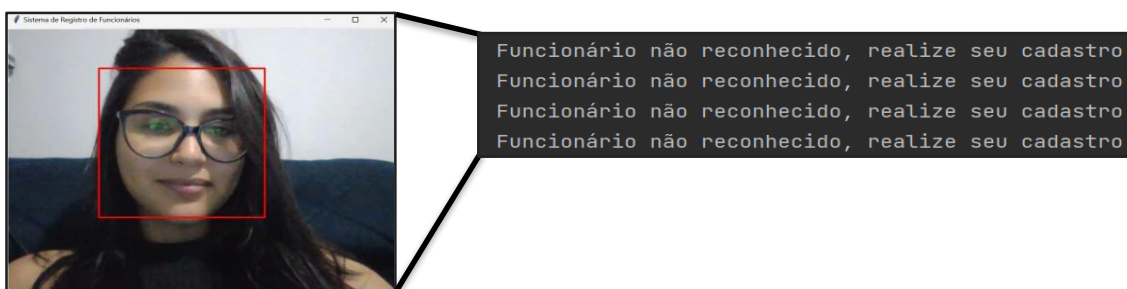 Sistema de Registro de Funcionários
Funcionário não reconhecido, realize seu cadastro
Funcionário não reconhecido, realize seu cadastro
Funcionário não reconhecido, realize seu cadastro
Funcionário não reconhecido, realize seu cadastro